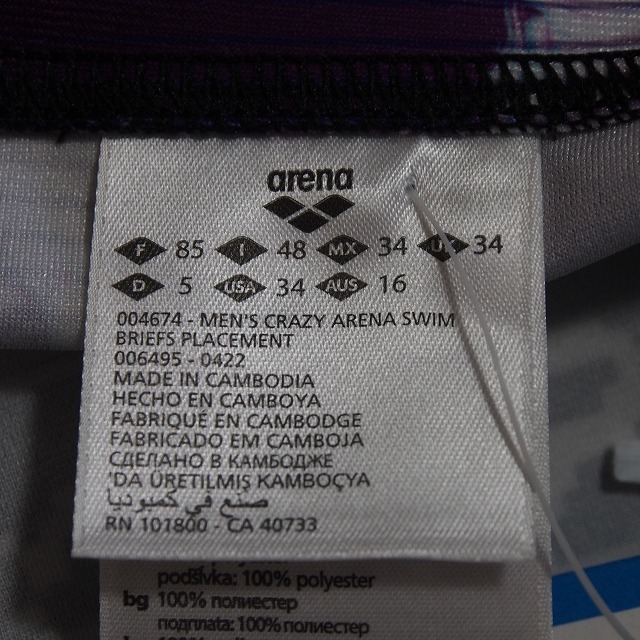 arena
F 85 I 48 MX 34 UK 34
D 5 USA 34 AUS 16
004674 - MEN'S CRAZY ARENA SWIM
BRIEFS PLACEMENT
006495 - 0422
MADE IN CAMBODIA
HECHO EN CAMBOYA
FABRIQUÉ EN CAMBODGE
FABRICADO EM CAMBOJA
СДЕЛАНО В КАМБОДЖЕ
'DA ÜRETILMIŞ KAMBOÇYA
صنع في كمبوديا
RN 101800 - CA 40733
podšívka: 100% polyester
bg 100% полиестер
подплата: 100% полиестер